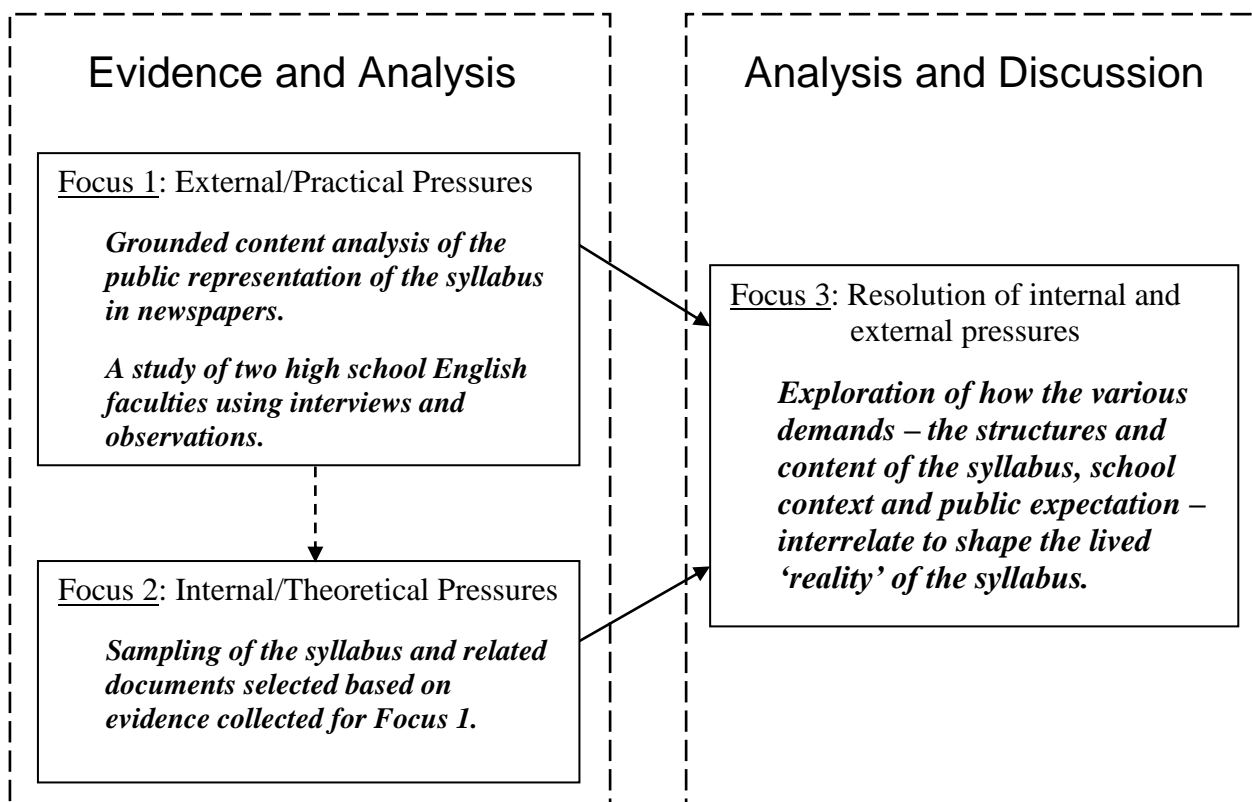 Evidence and Analysis
Focus 1: External/Practical Pressures
Grounded content analysis of the
public representation of the syllabus
in newspapers.
A study of two high school English
faculties using interviews and
observations.
Focus 2: Internal/Theoretical Pressures
Sampling of the syllabus and related
documents selected based on
evidence collected for Focus 1.
Analysis and Discussion
Focus 3: Resolution of internal and
external pressures
Exploration of how the various
demands – the structures and
content of the syllabus, school
context and public expectation –
interrelate to shape the lived
‘reality’ of the syllabus.